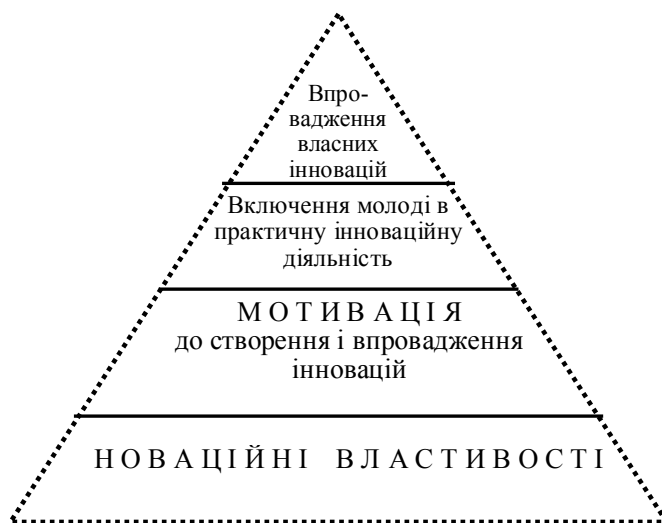 Впро-
вадження
власних
інновацій
Включення молоді в
практичну інноваційну
діяльність
М О Т И В А Ц І Я
до створення і впровадження
інновацій
Н О В А Ц І Й Н І В Л А С Т И В О С Т І